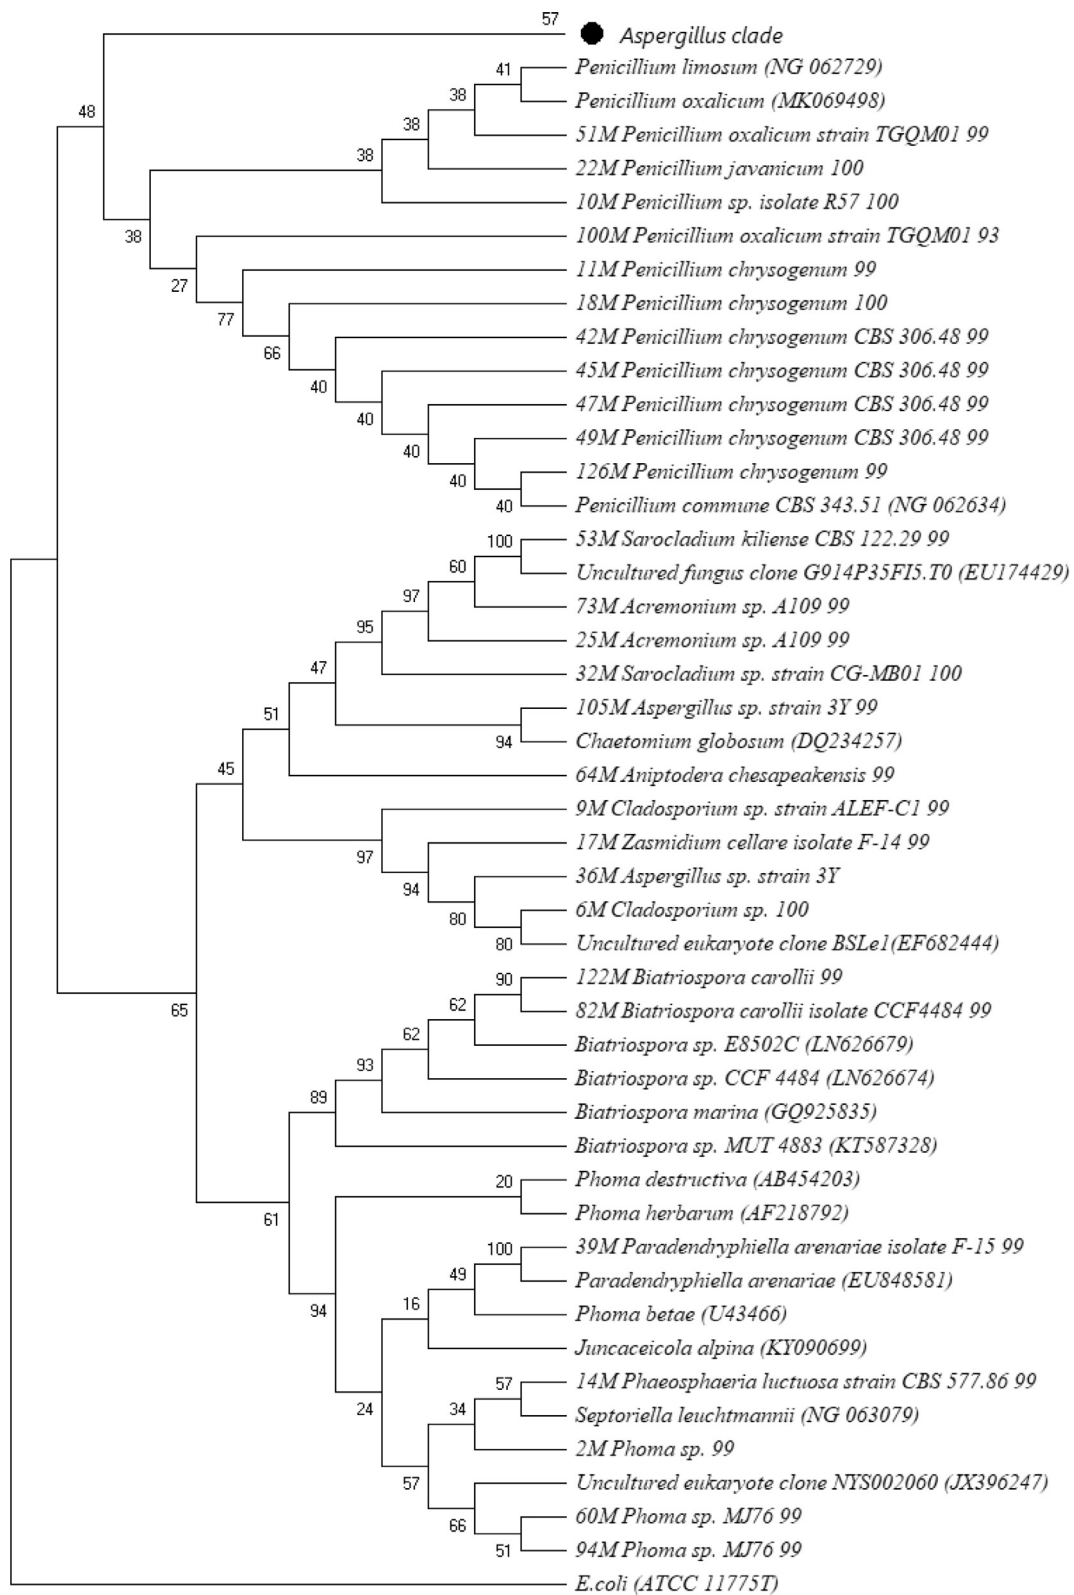 57
Aspergillus clade
48
41
Penicillium limosum (NG 062729)
38
Penicillium oxalicum (MK069498)
38
51M Penicillium oxalicum strain TGQM01 99
38
22M Penicillium javanicum 100
10M Penicillium sp. isolate R57 100
38
100M Penicillium oxalicum strain TGQM01 93
27
11M Penicillium chrysogenum 99
77
18M Penicillium chrysogenum 100
66
42M Penicillium chrysogenum CBS 306.48 99
40
45M Penicillium chrysogenum CBS 306.48 99
40
47M Penicillium chrysogenum CBS 306.48 99
40
49M Penicillium chrysogenum CBS 306.48 99
40
126M Penicillium chrysogenum 99
40
Penicillium commune CBS 343.51 (NG 062634)
100
53M Sarocladium kiliense CBS 122.29 99
60
Uncultured fungus clone G914P35FI5.T0 (EU174429)
97
73M Acremonium sp. A109 99
95
25M Acremonium sp. A109 99
47
32M Sarocladium sp. strain CG-MB01 100
51
105M Aspergillus sp. strain 3Y 99
94
Chaetomium globosum (DQ234257)
45
64M Aniptodera chesapeakensis 99
9M Cladosporium sp. strain ALEF-C1 99
97
17M Zasmidium cellare isolate F-14 99
94
36M Aspergillus sp. strain 3Y
80
6M Cladosporium sp. 100
80
Uncultured eukaryote clone BSLe1(EF682444)
65
90
122M Biatriospora carollii 99
62
82M Biatriospora carollii isolate CCF4484 99
62
Biatriospora sp. E8502C (LN626679)
93
Biatriospora sp. CCF 4484 (LN626674)
89
Biatriospora marina (GQ925835)
Biatriospora sp. MUT 4883 (KT587328)
61
20
Phoma destructiva (AB454203)
Phoma herbarum (AF218792)
94
100
39M Paradendryphiella arenariae isolate F-15 99
49
Paradendryphiella arenariae (EU848581)
16
Phoma betae (U43466)
Juncaceicola alpina (KY090699)
24
57
14M Phaeosphaeria luctuosa strain CBS 577.86 99
34
Septoriella leuchtmannii (NG 063079)
2M Phoma sp. 99
57
Uncultured eukaryote clone NYS002060 (JX396247)
66
60M Phoma sp. MJ76 99
51
94M Phoma sp. MJ76 99
E.coli (ATCC 11775T)